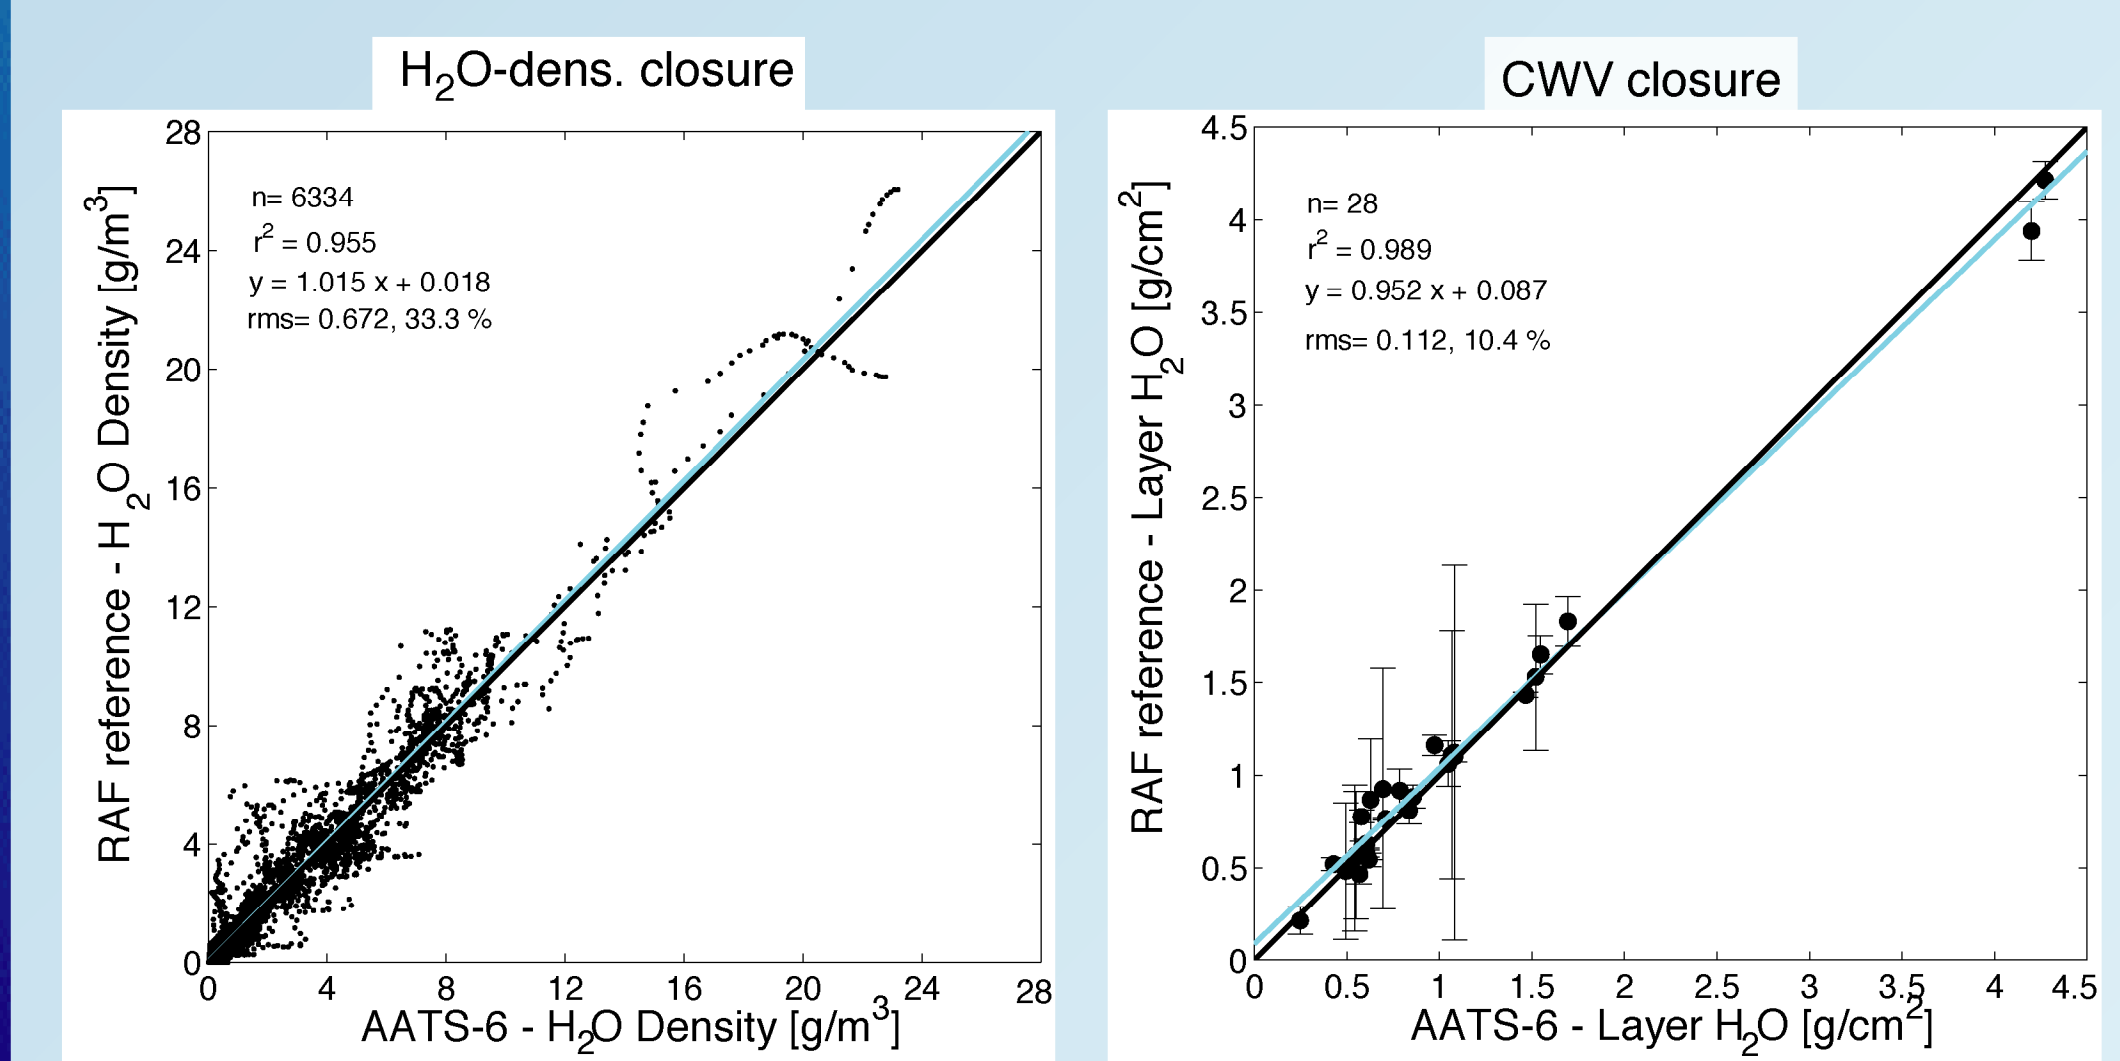 H2O-dens. closure
RAF reference - H2O Density [g/m3]
28
24
20
16
12
8
4
0
n= 6334
r2 = 0.955
y = 1.015 x + 0.018
rms= 0.672, 33.3 %
0 4 8 12 16 20 24 28
AATS-6 - H2O Density [g/m3]
CWV closure
RAF reference - Layer H2O [g/cm2]
4.5
4
3.5
3
2.5
2
1.5
1
0.5
0
n= 28
r2 = 0.989
y = 0.952 x + 0.087
rms= 0.112, 10.4 %
0 0.5 1 1.5 2 2.5 3 3.5 4 4.5
AATS-6 - Layer H2O [g/cm2]